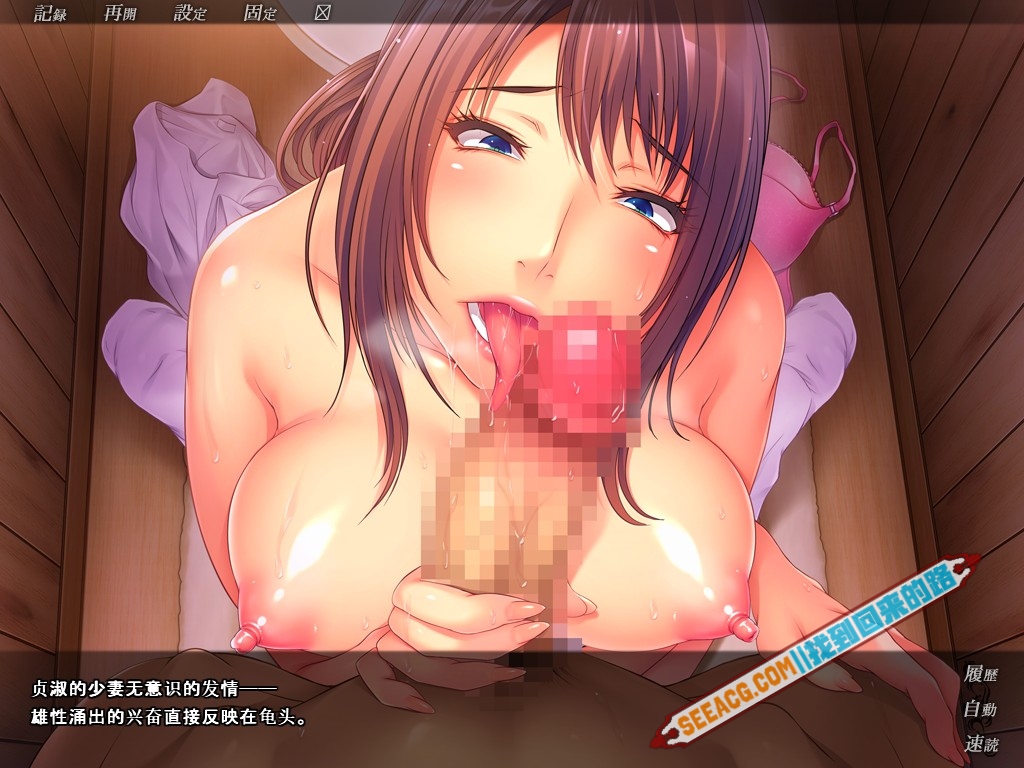 記録 再開 設定 固定
贞淑的少妻无意识的发情——
雄性涌出的兴奋直接反映在龟头。
SEEACG.COM||找到回来的路
履歴
自動
速読